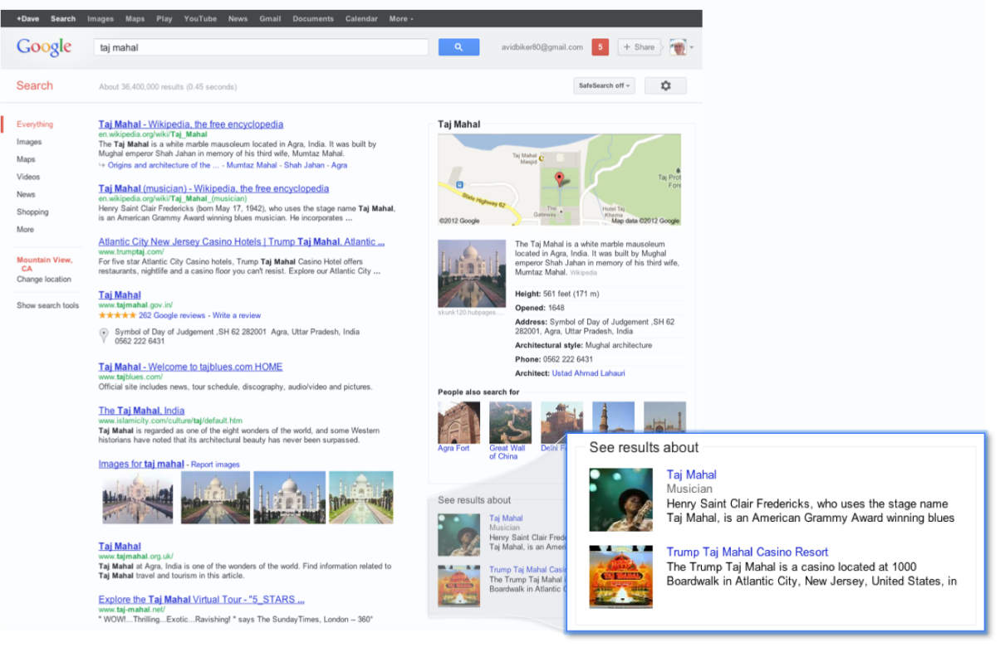 +Dave Search Images Maps Play YouTube News Gmail Documents Calendar More
Google
taj mahal
avidbiker80@gmail.com
5
+ Share
Search
About 36,400,000 results (0.45 seconds)
SafeSearch off
Everything
Images
Maps
Videos
News
Shopping
More
Mountain View,
CA
Change location
Show search tools
Taj Mahal - Wikipedia, the free encyclopedia
en.wikipedia.org/wiki/Taj_Mahal
The Taj Mahal is a white marble mausoleum located in Agra, India. It was built by
Mughal emperor Shah Jahan in memory of his third wife, Mumtaz Mahal.
Origins and architecture of the ... - Mumtaz Mahal - Shah Jahan - Agra
Taj Mahal (musician) - Wikipedia, the free encyclopedia
en.wikipedia.org/wiki/Taj_Mahal_(musician)
Henry Saint Clair Fredericks (born May 17, 1942), who uses the stage name Taj Mahal,
is an American Grammy Award winning blues musician. He incorporates ...
Atlantic City New Jersey Casino Hotels | Trump Taj Mahal, Atlantic ...
www.trumptaj.com/
For five star Atlantic City Casino hotels, Trump Taj Mahal Casino Hotel offers
restaurants, nightlife and a casino floor you can't resist. Explore our Atlantic City ...
Taj Mahal
www.tajmahal.gov.in/
262 Google reviews - Write a review
Symbol of Day of Judgement ,SH 62 282001 Agra, Uttar Pradesh, India
0562 222 6431
Taj Mahal - Welcome to tajblues.com HOME
www.tajblues.com/
Official site includes news, tour schedule, discography, audio/video and pictures.
The Taj Mahal, India
www.islamicity.com/culture/taj/default.htm
Taj Mahal is regarded as one of the eight wonders of the world, and some Western
historians have noted that its architectural beauty has never been surpassed.
Images for taj mahal - Report images
Taj Mahal
www.tajmahal.org.uk/
Taj Mahal at Agra, India is one of the wonders of the world. Find information related to
Taj Mahal travel and tourism in this article.
Explore the Taj Mahal Virtual Tour - "5_STARS ...
www.taj-mahal.net/
" WOW!...Thrilling...Exotic...Ravishing! " says The SundayTimes, London -- 360°
Taj Mahal
Taj Mahal
Masjid
Taj Prot
Fore
State Highway 62
The
Gateway
Hotel Taj
Khema
©2012 Google
Map data ©2012 Google
The Taj Mahal is a white marble mausoleum
located in Agra, India. It was built by Mughal
emperor Shah Jahan in memory of his third wife,
Mumtaz Mahal. Wikipedia
skunk120.hubpages....
Height: 561 feet (171 m)
Opened: 1648
Address: Symbol of Day of Judgement ,SH 62
282001, Agra, Uttar Pradesh, India
Architectural style: Mughal architecture
Phone: 0562 222 6431
Architect: Ustad Ahmad Lahauri
People also search for
Agra Fort
Great Wall
of China
Delhi F
See results about
Taj Mahal
Musician
Henry Saint Clair Frede
Taj Mahal, is an Amer
Trump Taj Mahal Casi
The Trump Taj Mahal i
Boardwalk in Atlantic C
See results about
Taj Mahal
Musician
Henry Saint Clair Fredericks, who uses the stage name
Taj Mahal, is an American Grammy Award winning blues
Trump Taj Mahal Casino Resort
The Trump Taj Mahal is a casino located at 1000
Boardwalk in Atlantic City, New Jersey, United States, in